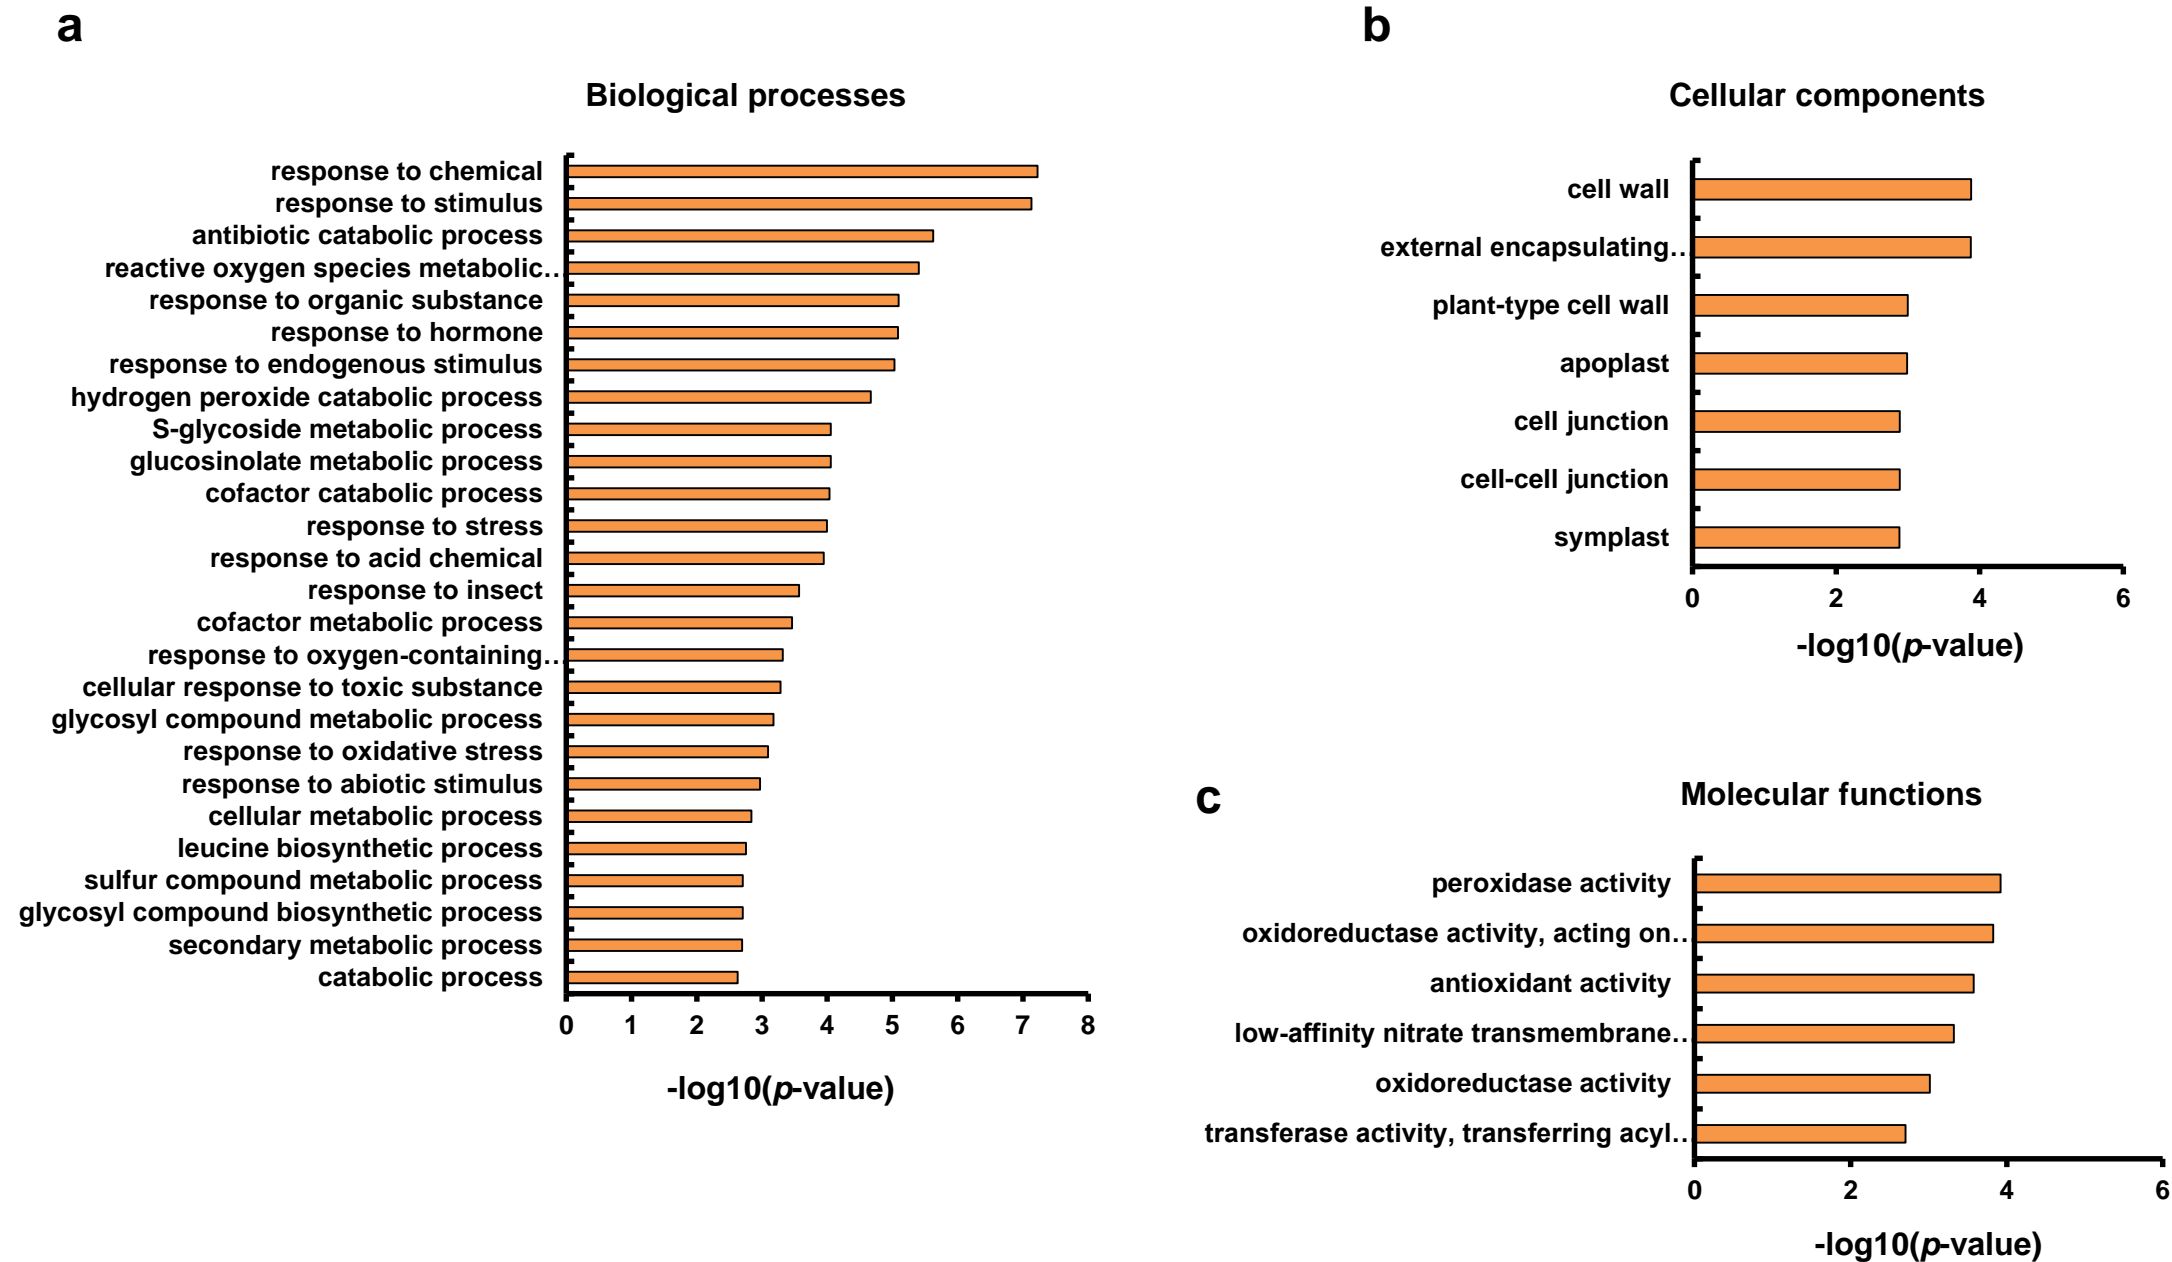 a
Biological processes
response to chemical
response to stimulus
antibiotic catabolic process
reactive oxygen species metabolic…
response to organic substance
response to hormone
response to endogenous stimulus
hydrogen peroxide catabolic process
S-glycoside metabolic process
glucosinolate metabolic process
cofactor catabolic process
response to stress
response to acid chemical
response to insect
cofactor metabolic process
response to oxygen-containing…
cellular response to toxic substance
glycosyl compound metabolic process
response to oxidative stress
response to abiotic stimulus
cellular metabolic process
leucine biosynthetic process
sulfur compound metabolic process
glycosyl compound biosynthetic process
secondary metabolic process
catabolic process
0 1 2 3 4 5 6 7 8
-log10(p-value)
b
Cellular components
cell wall
external encapsulating…
plant-type cell wall
apoplast
cell junction
cell-cell junction
symplast
0 2 4 6
-log10(p-value)
c
Molecular functions
peroxidase activity
oxidoreductase activity, acting on…
antioxidant activity
low-affinity nitrate transmembrane…
oxidoreductase activity
transferase activity, transferring acyl…
0 2 4 6
-log10(p-value)